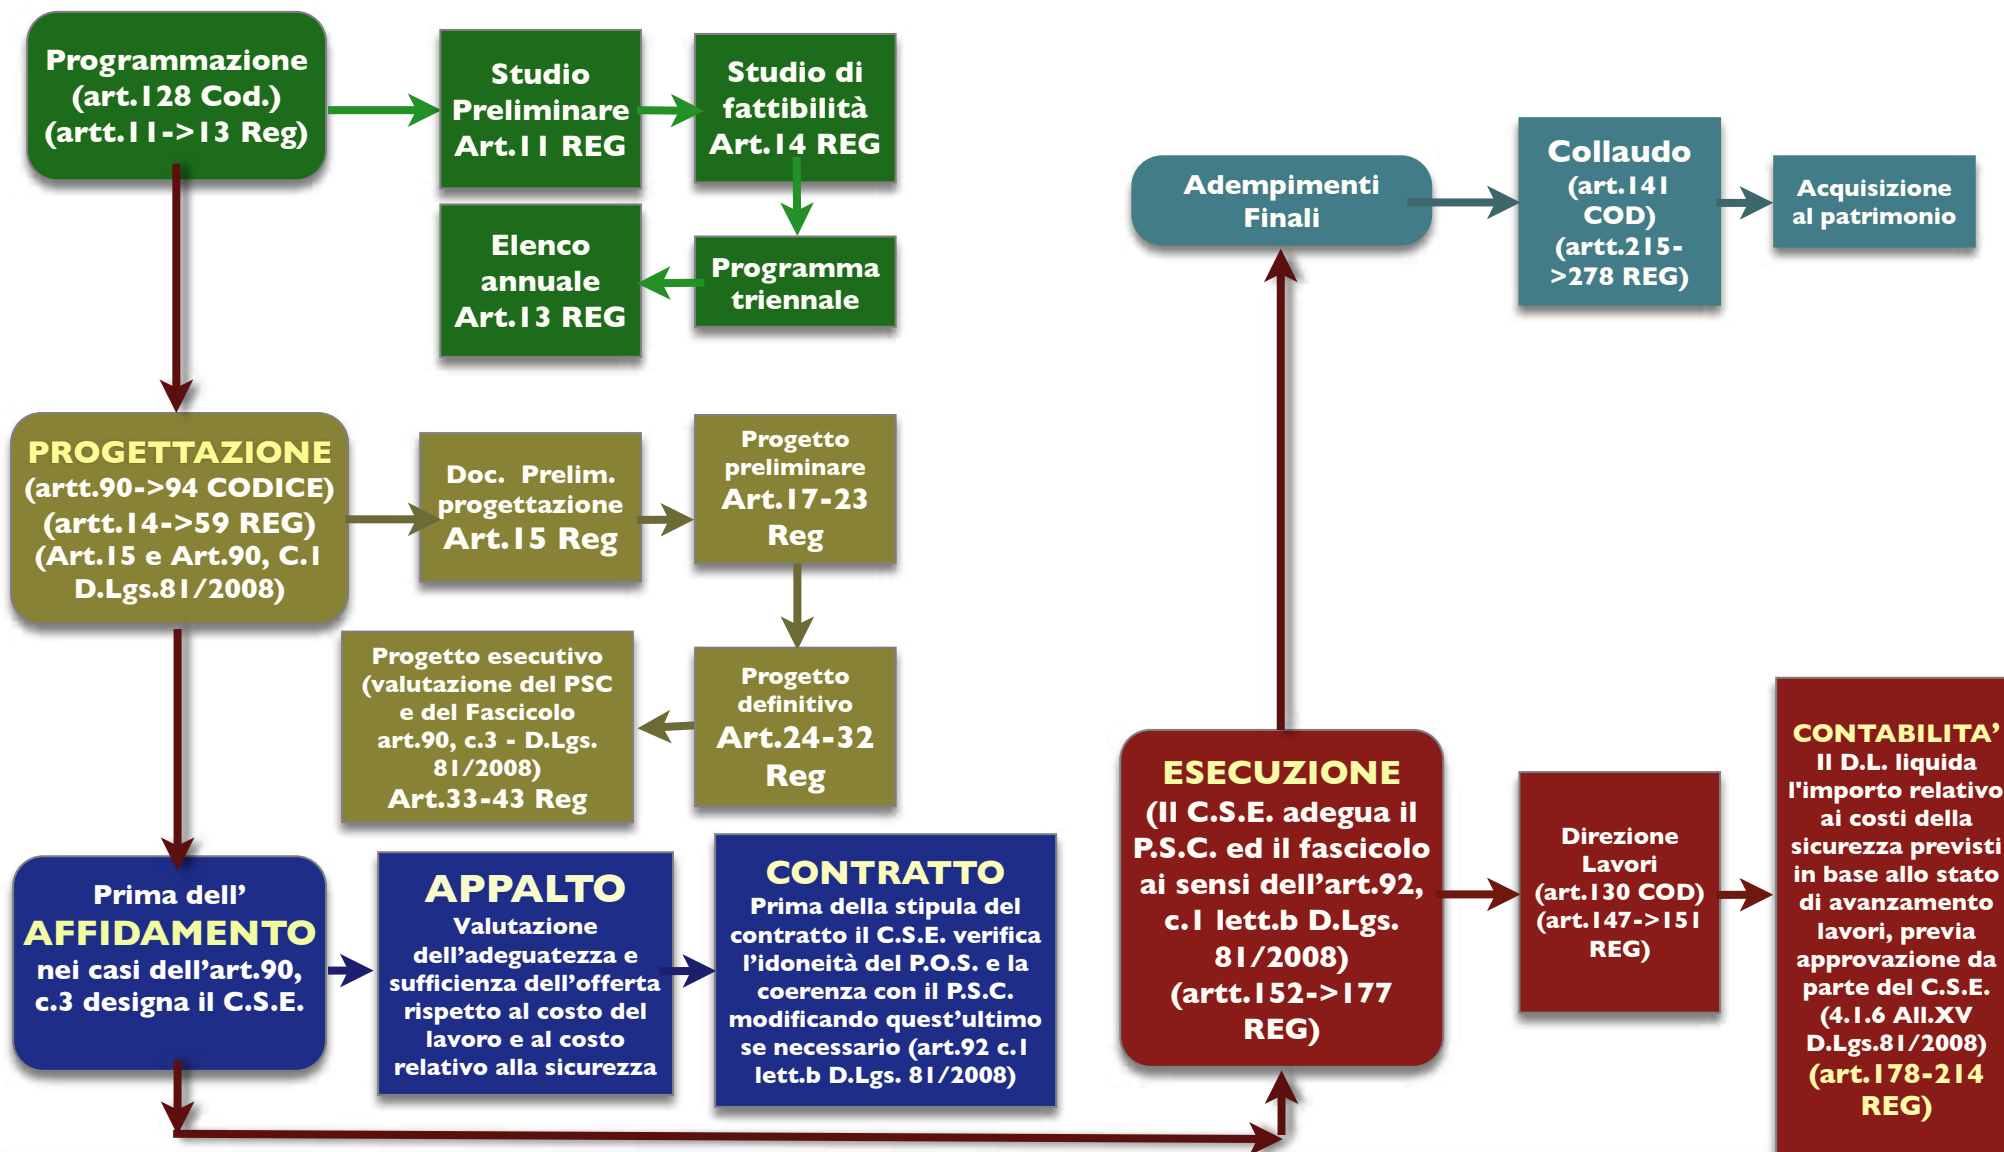 Programmazione
(art.128 Cod.)
(artt.11->13 Reg)
Studio
Preliminare
Art.11 REG
Studio di
fattibilità
Art.14 REG
Programma
triennale
Elenco
annuale
Art.13 REG
PROGETTAZIONE
(artt.90->94 CODICE)
(artt.14->59 REG)
(Art.15 e Art.90, C.1
D.Lgs.81/2008)
Doc. Prelim.
progettazione
Art.15 Reg
Progetto
preliminare
Art.17-23
Reg
Progetto
definitivo
Art.24-32
Reg
Progetto esecutivo
(valutazione del PSC
e del Fascicolo
art.90, c.3 - D.Lgs.
81/2008)
Art.33-43 Reg
Prima dell’
AFFIDAMENTO
nei casi dell’art.90,
c.3 designa il C.S.E.
APPALTO
Valutazione
dell’adeguatezza e
sufficienza dell’offerta
rispetto al costo del
lavoro e al costo
relativo alla sicurezza
CONTRATTO
Prima della stipula del
contratto il C.S.E. verifica
l’idoneità del P.O.S. e la
coerenza con il P.S.C.
modificando quest’ultimo
se necessario (art.92 c.1
lett.b D.Lgs. 81/2008)
ESECUZIONE
(Il C.S.E. adegua il
P.S.C. ed il fascicolo
ai sensi dell’art.92,
c.1 lett.b D.Lgs.
81/2008)
(artt.152->177
REG)
Direzione
Lavori
(art.130 COD)
(art.147->151
REG)
CONTABILITA’
Il D.L. liquida
l'importo relativo
ai costi della
sicurezza previsti
in base allo stato
di avanzamento
lavori, previa
approvazione da
parte del C.S.E.
(4.1.6 All.XV
D.Lgs.81/2008)
(art.178-214
REG)
Adempimenti
Finali
Collaudo
(art.141
COD)
(artt.215-
>278 REG)
Acquisizione
al patrimonio